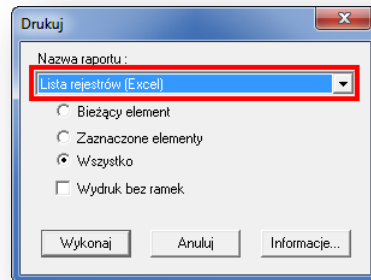 Drukuj
Nazwa raportu :
Lista rejestrów (Excel)
Bieżący element
Zaznaczone elementy
Wszystko
Wydruk bez ramek
Wykonaj Anuluj Informacje...